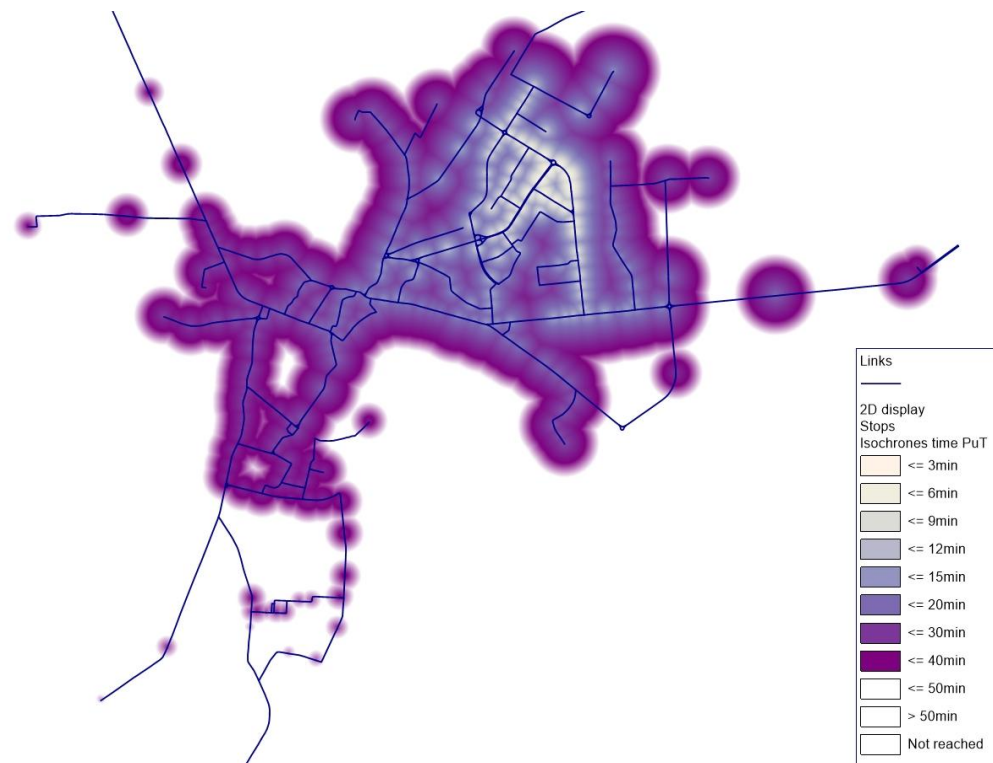 Links
2D display
Stops
Isochrones time PuT
<= 3min
<= 6min
<= 9min
<= 12min
<= 15min
<= 20min
<= 30min
<= 40min
<= 50min
> 50min
Not reached